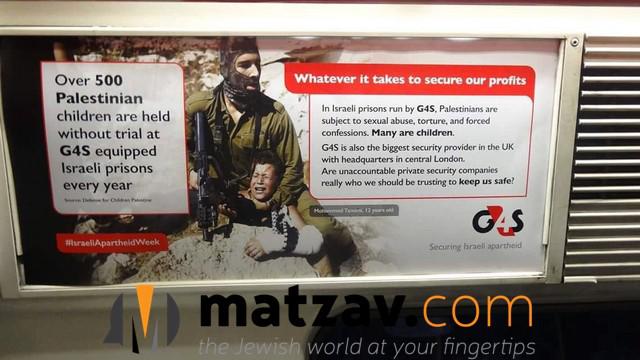 Over 500
Palestinian
children are held
without trial at
G4S equipped
Israeli prisons
every year
Source: Defense for Children Palestine
#IsraeliApartheidWeek
Whatever it takes to secure our profits
In Israeli prisons run by G4S, Palestinians are
subject to sexual abuse, torture, and forced
confessions. Many are children.
G4S is also the biggest security provider in the UK
with headquarters in central London.
Are unaccountable private security companies
really who we should be trusting to keep us safe?
12 years old
G4S
Securing Israeli apartheid
matzav.com
the Jewish world at your fingertips